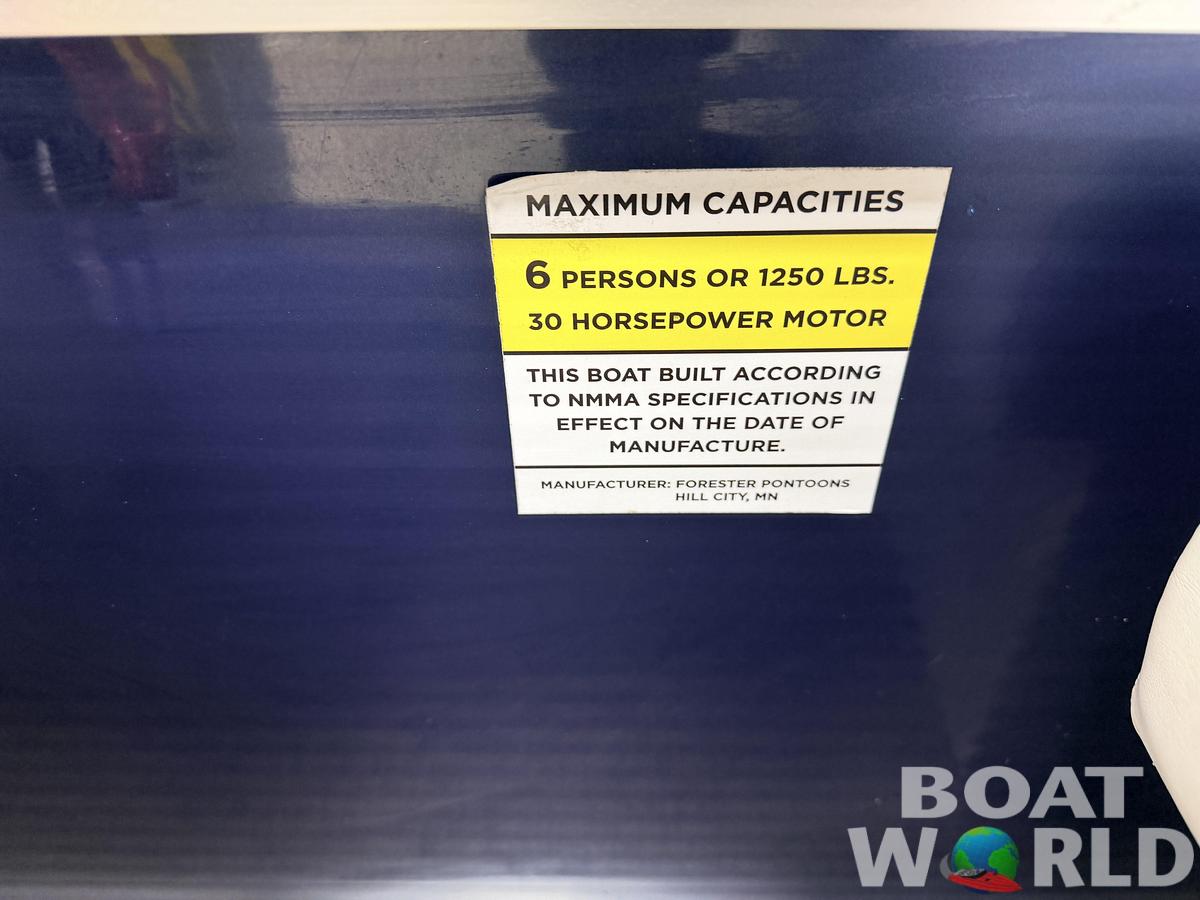 MAXIMUM CAPACITIES
6 PERSONS OR 1250 LBS.
30 HORSEPOWER MOTOR
THIS BOAT BUILT ACCORDING
TO NMMA SPECIFICATIONS IN
EFFECT ON THE DATE OF
MANUFACTURE.
MANUFACTURER: FORESTER PONTOONS
HILL CITY, MN
BOAT
WORLD